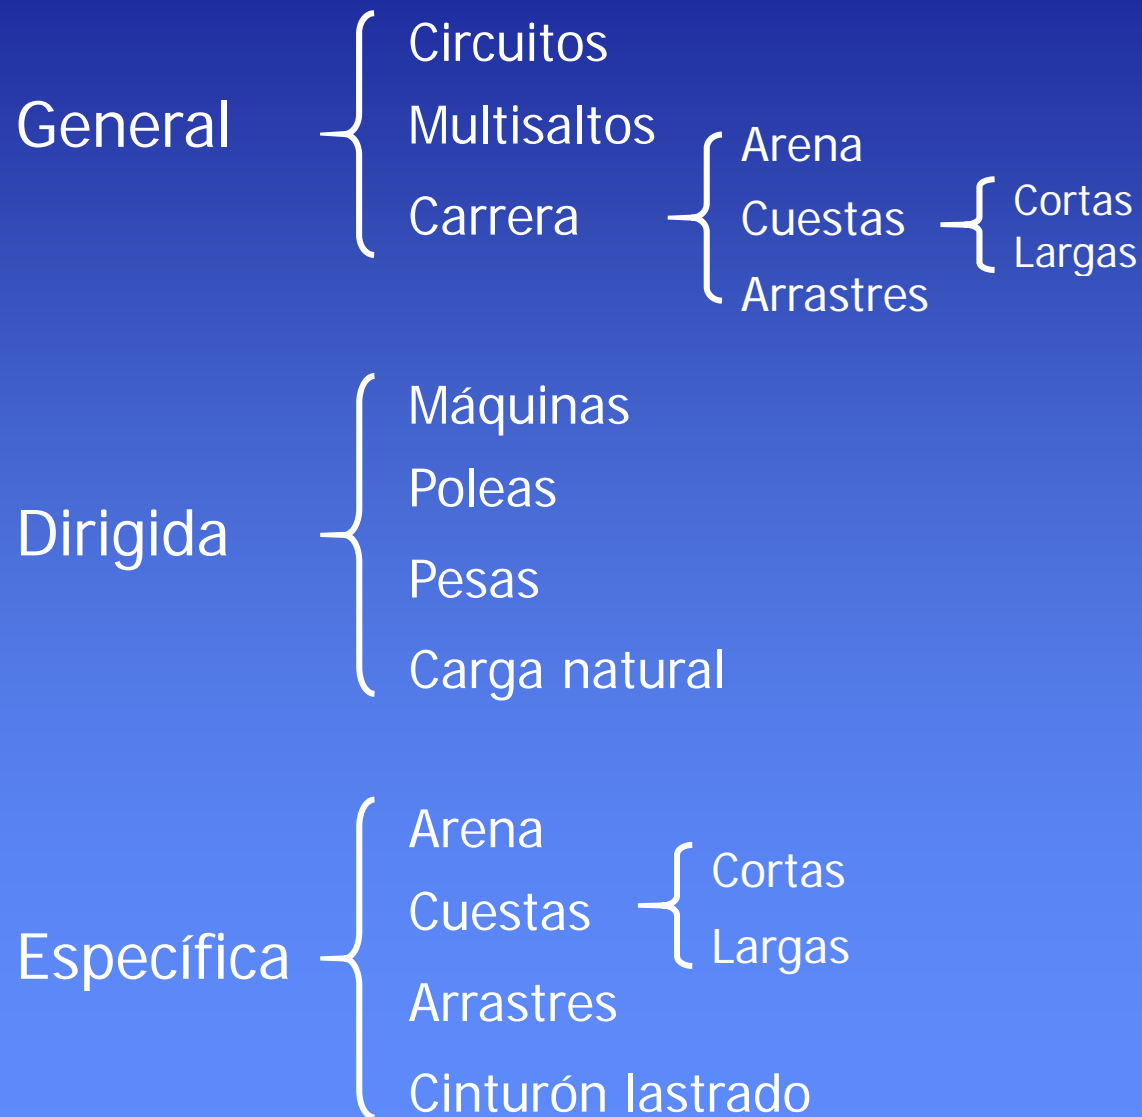 General
Circuitos
Multisaltos
Carrera
Arena
Cuestas
Arrastres
Cortas
Largas
Dirigida
Máquinas
Poleas
Pesas
Carga natural
Específica
Arena
Cuestas
Cortas
Largas
Arrastres
Cinturón lastrado